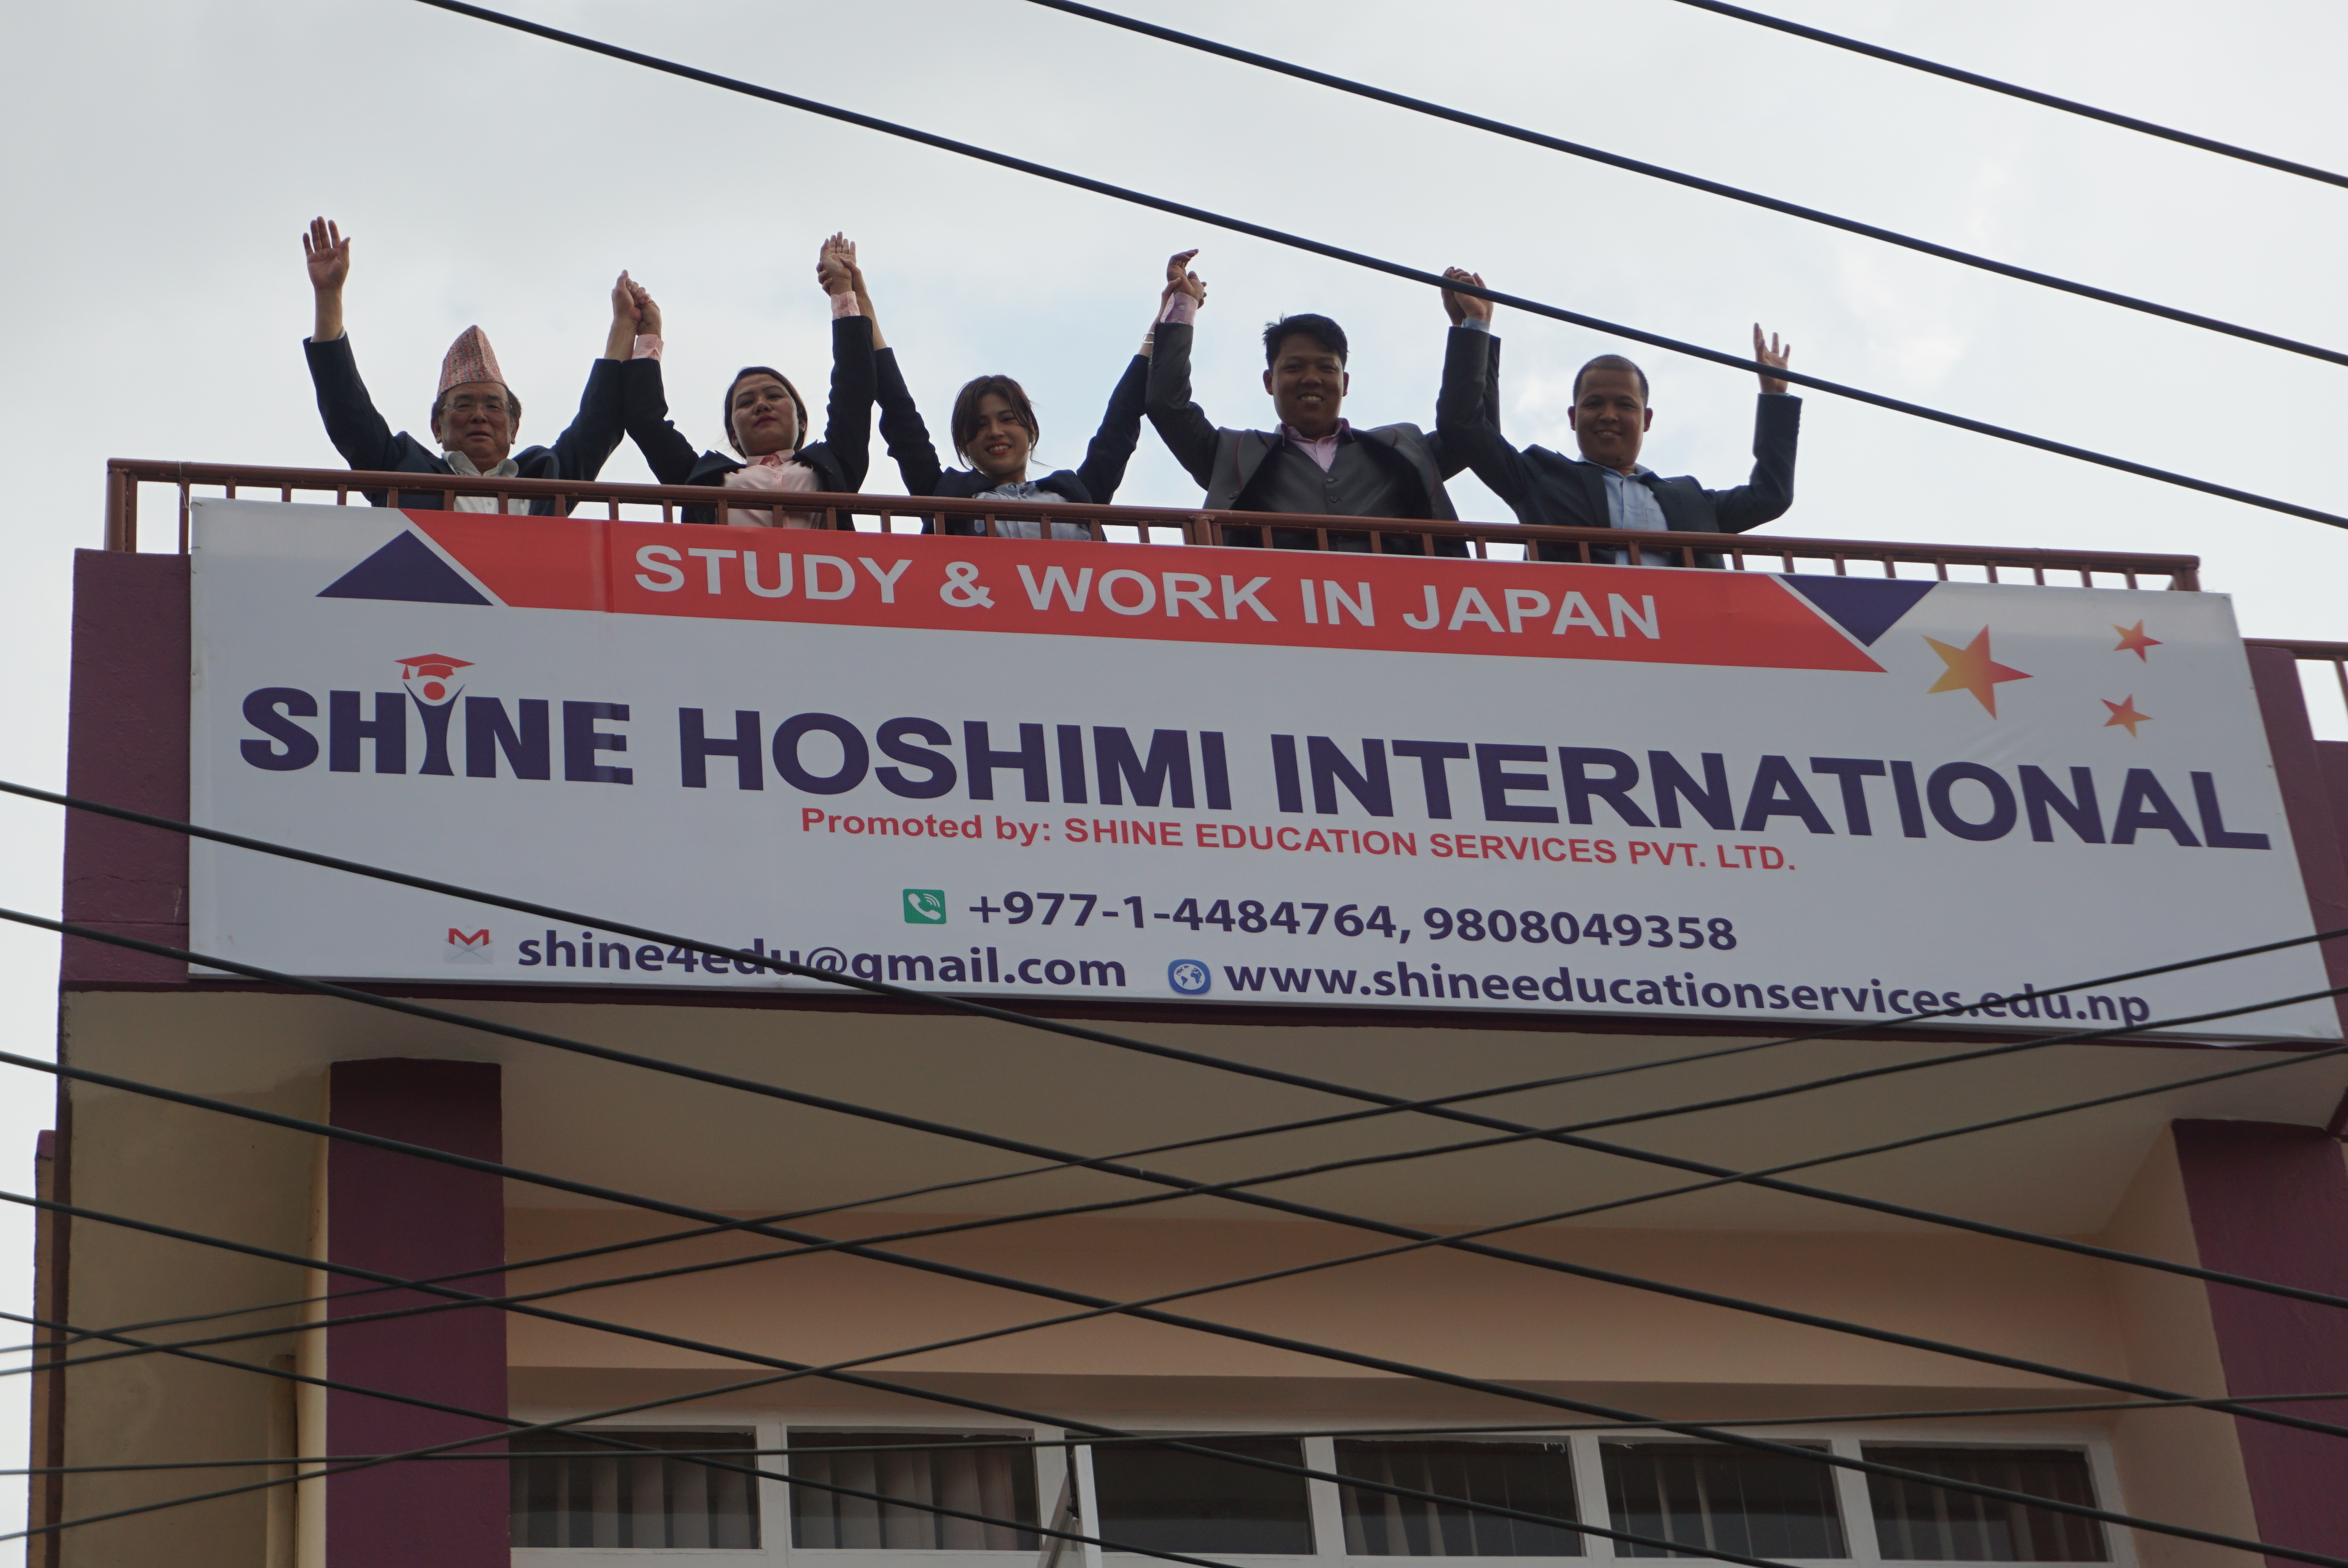 STUDY & WORK IN JAPAN
SHINE HOSHIMI INTERNATIONAL
Promoted by: SHINE EDUCATION SERVICES PVT. LTD.
+977-1-4484764, 9808049358
shine4edu@gmail.com www.shineeducationservices.edu.np